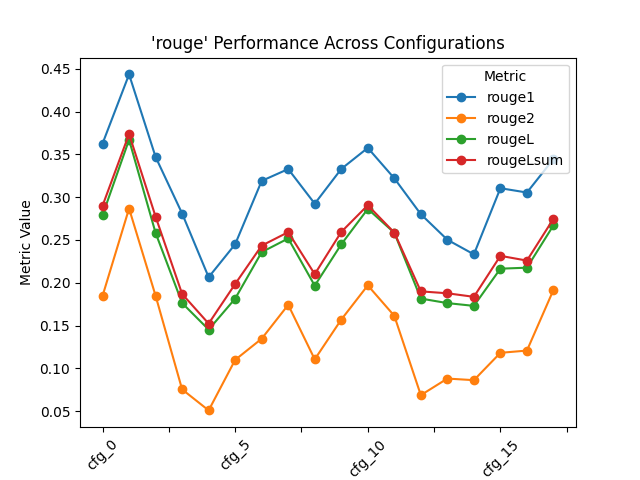 'rouge' Performance Across Configurations
Metric
rouge1
rouge2
rougeL
rougeLsum
Metric Value
0.45
0.40
0.35
0.30
0.25
0.20
0.15
0.10
0.05
cfg_0
cfg_5
cfg_10
cfg_15